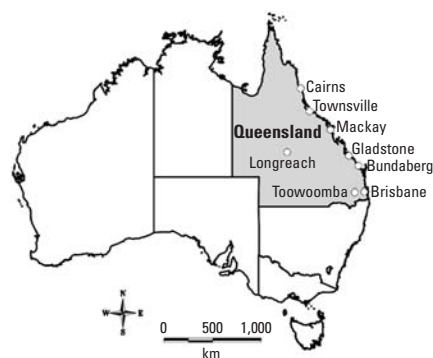 Cairns
Townsville
Queensland
Mackay
Gladstone
Longreach
Bundaberg
Toowoomba
Brisbane
N
W E
S
0 500 1,000
km